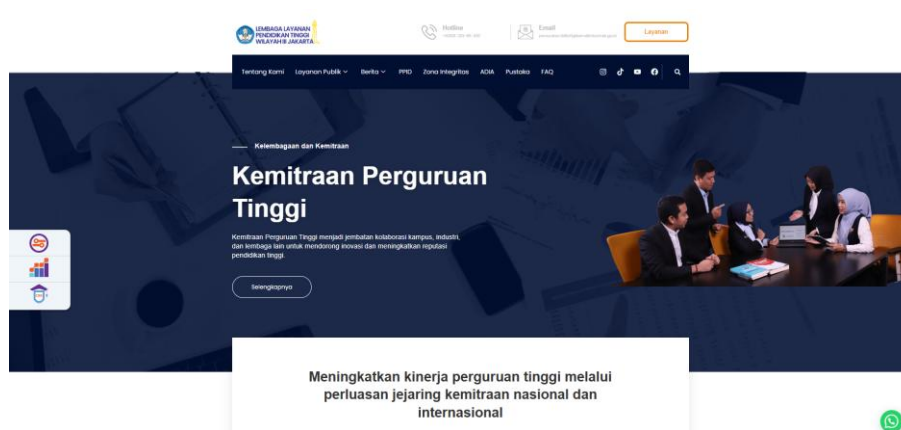 LEMBAGA LAYANAN
PENDIDIKAN TINGGI
WILAYAH III JAKARTA
Hotline
Email
Layanan
Tentang Kami Layanan Publik Berita PPID Zona Integritas ADIA Pustaka FAQ
Kelembagaan dan Kemitraan
Kemitraan Perguruan
Tinggi
Kemitraan Perguruan Tinggi menjadi jembatan kolaborasi kampus, industri,
dan lembaga lain untuk mendorong inovasi dan meningkatkan reputasi
pendidikan tinggi.
Selengkapnya
Meningkatkan kinerja perguruan tinggi melalui
perluasan jejaring kemitraan nasional dan
internasional